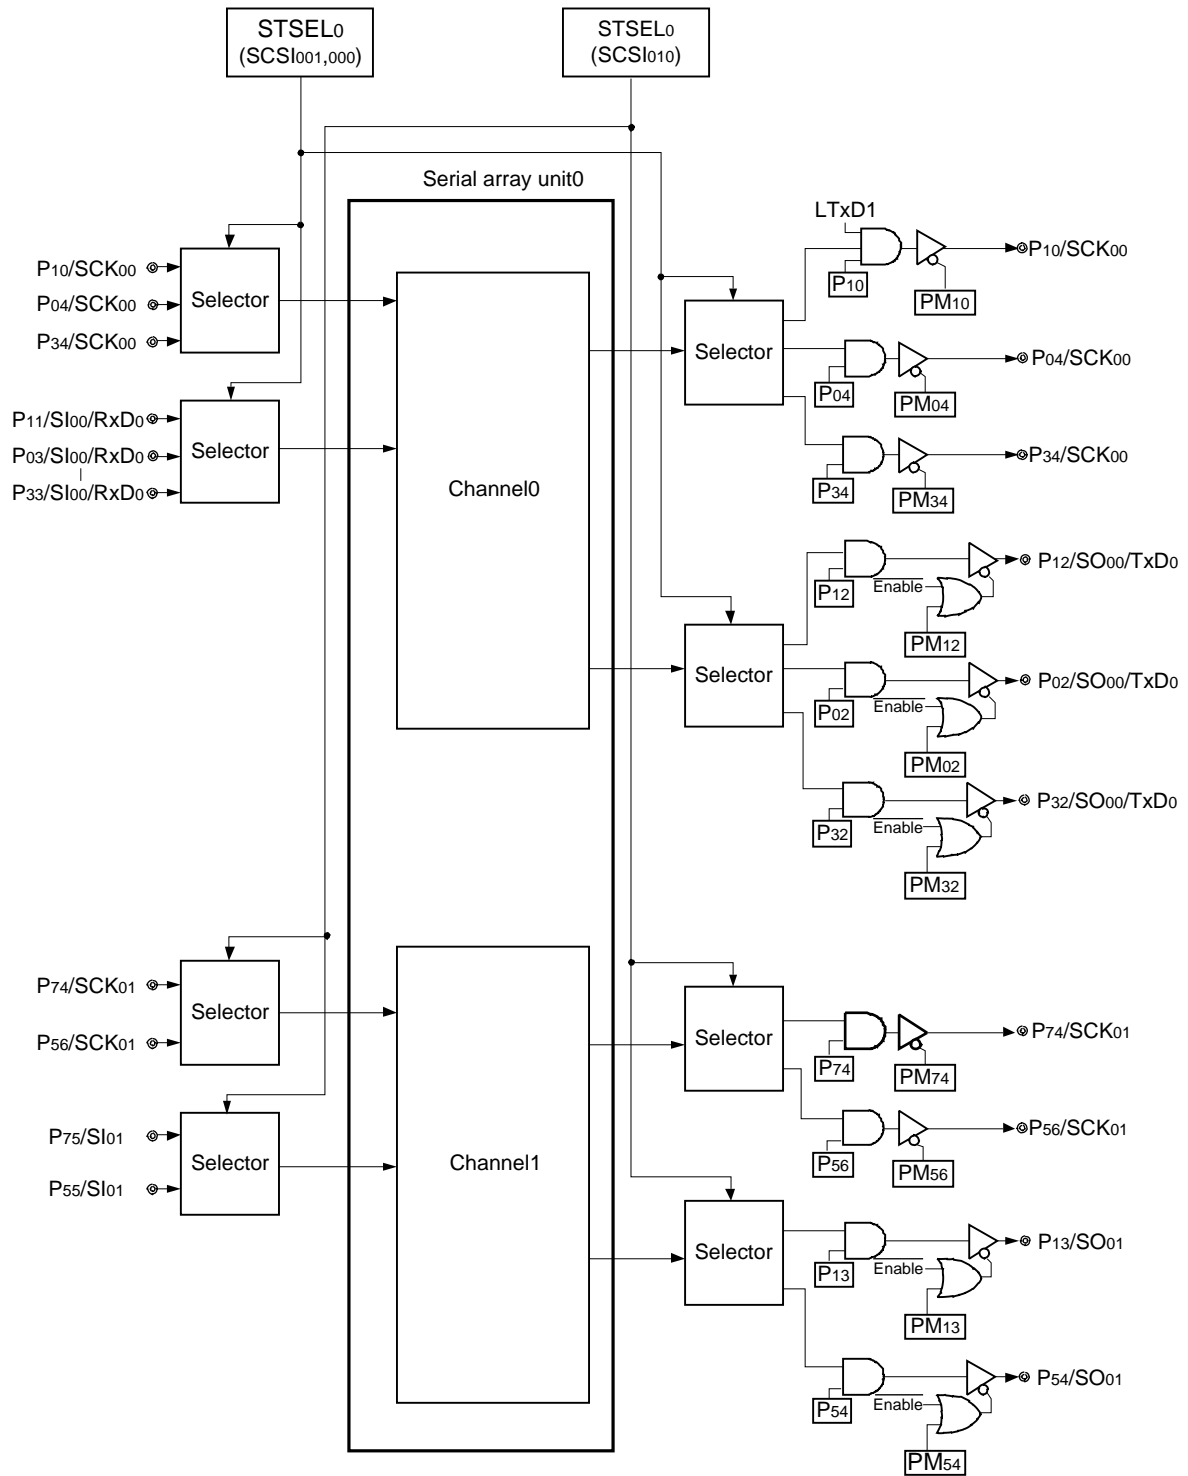 STSEL0
(SCSI001,000)
STSEL0
(SCSI010)
Serial array unit0
P10/SCK00
P04/SCK00
P34/SCK00
Selector
P11/SI00/RxD0
P03/SI00/RxD0
P33/SI00/RxD0
Selector
Channel0
Selector
LTxD1
P10
PM10
P10/SCK00
P04
PM04
P04/SCK00
P34
PM34
P34/SCK00
Selector
P12
Enable
PM12
P12/SO00/TxD0
P02
Enable
PM02
P02/SO00/TxD0
P32
Enable
PM32
P32/SO00/TxD0
P74/SCK01
P56/SCK01
Selector
P75/SI01
P55/SI01
Selector
Channel1
Selector
P74
PM74
P74/SCK01
P56
PM56
P56/SCK01
Selector
P13
Enable
PM13
P13/SO01
P54
Enable
PM54
P54/SO01